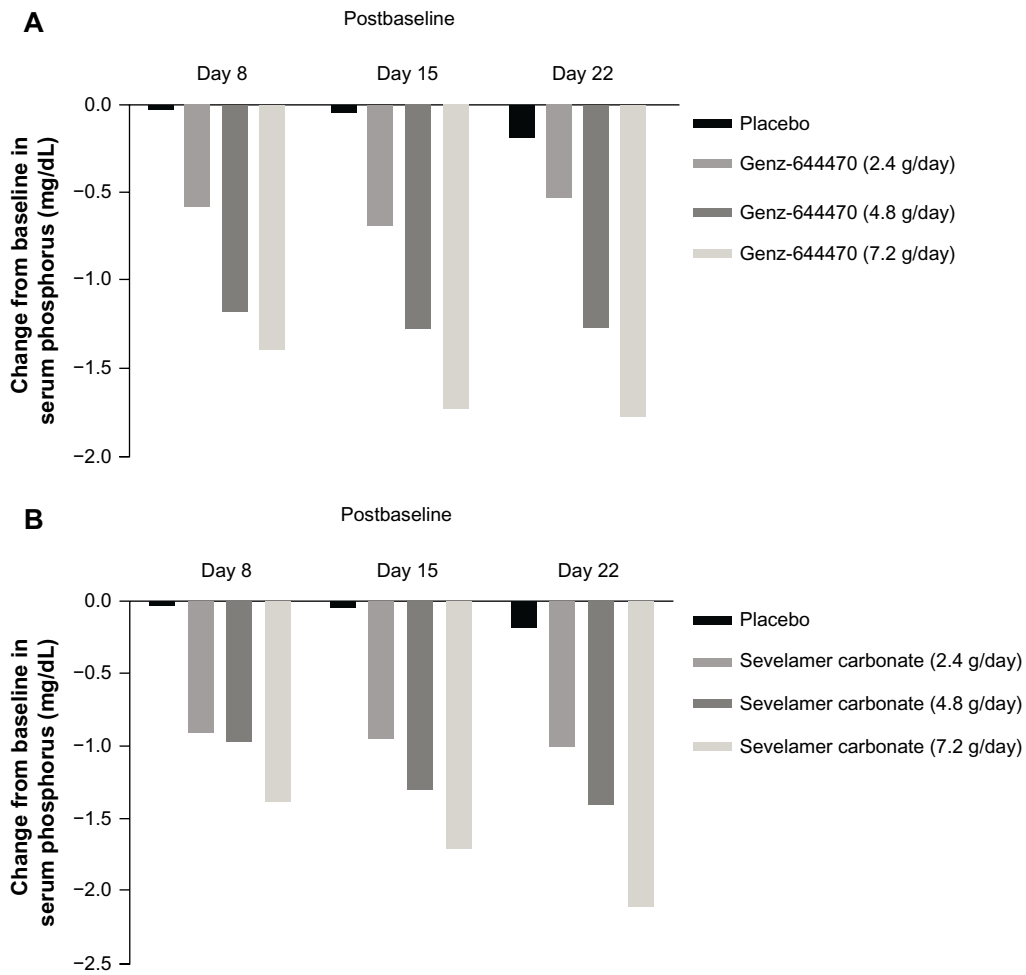 A
Postbaseline
Day 8 Day 15 Day 22
0.0
−0.5
−1.0
−1.5
−2.0
Change from baseline in
serum phosphorus (mg/dL)
Placebo
Genz-644470 (2.4 g/day)
Genz-644470 (4.8 g/day)
Genz-644470 (7.2 g/day)
B
Postbaseline
Day 8 Day 15 Day 22
0.0
−0.5
−1.0
−1.5
−2.0
−2.5
Change from baseline in
serum phosphorus (mg/dL)
Placebo
Sevelamer carbonate (2.4 g/day)
Sevelamer carbonate (4.8 g/day)
Sevelamer carbonate (7.2 g/day)